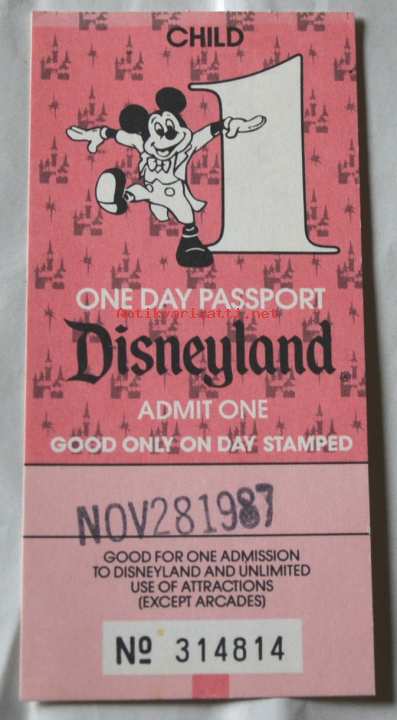 CHILD
1
ONE DAY PASSPORT
antikvariaatti.net
Disneyland®
ADMIT ONE
GOOD ONLY ON DAY STAMPED
NOV281987
GOOD FOR ONE ADMISSION
TO DISNEYLAND AND UNLIMITED
USE OF ATTRACTIONS
(EXCEPT ARCADES)
Nº 314814